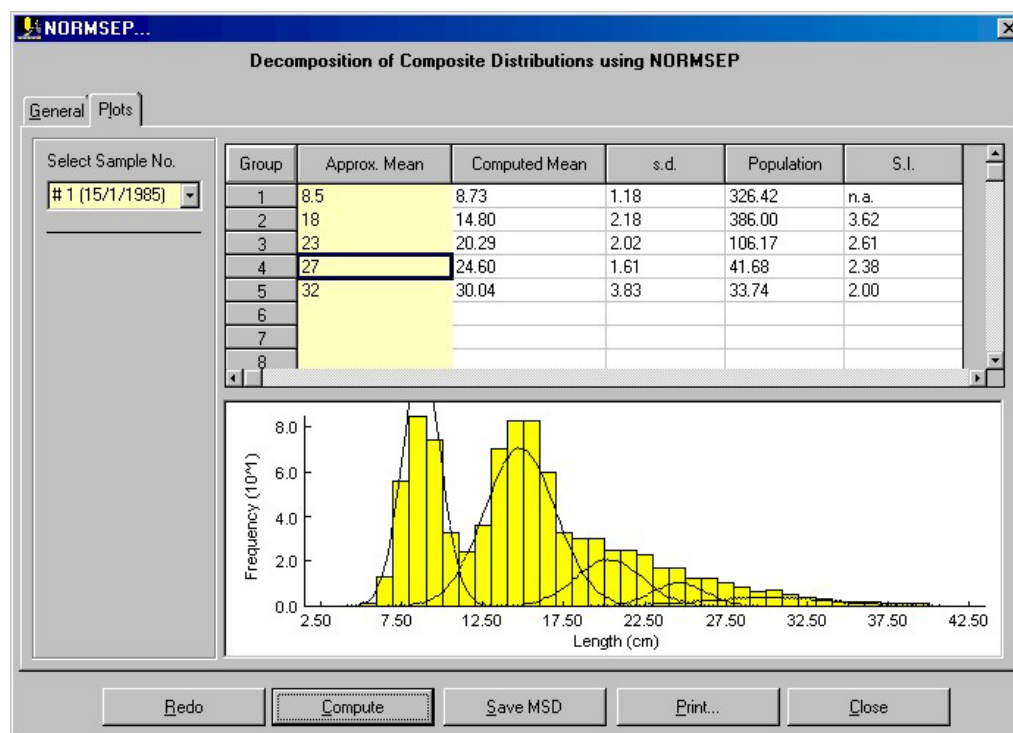 NORMSEP...
Decomposition of Composite Distributions using NORMSEP
General Plots
Select Sample No.
# 1 (15/1/1985)
Group Approx. Mean Computed Mean s.d. Population S.I.
1 8.5 8.73 1.18 326.42 n.a.
2 18 14.80 2.18 386.00 3.62
3 23 20.29 2.02 106.17 2.61
4 27 24.60 1.61 41.68 2.38
5 32 30.04 3.83 33.74 2.00
6
7
8
Frequency (10^1)
8.0
6.0
4.0
2.0
0.0
2.50 7.50 12.50 17.50 22.50 27.50 32.50 37.50 42.50
Length (cm)
Redo Compute Save MSD Print... Close